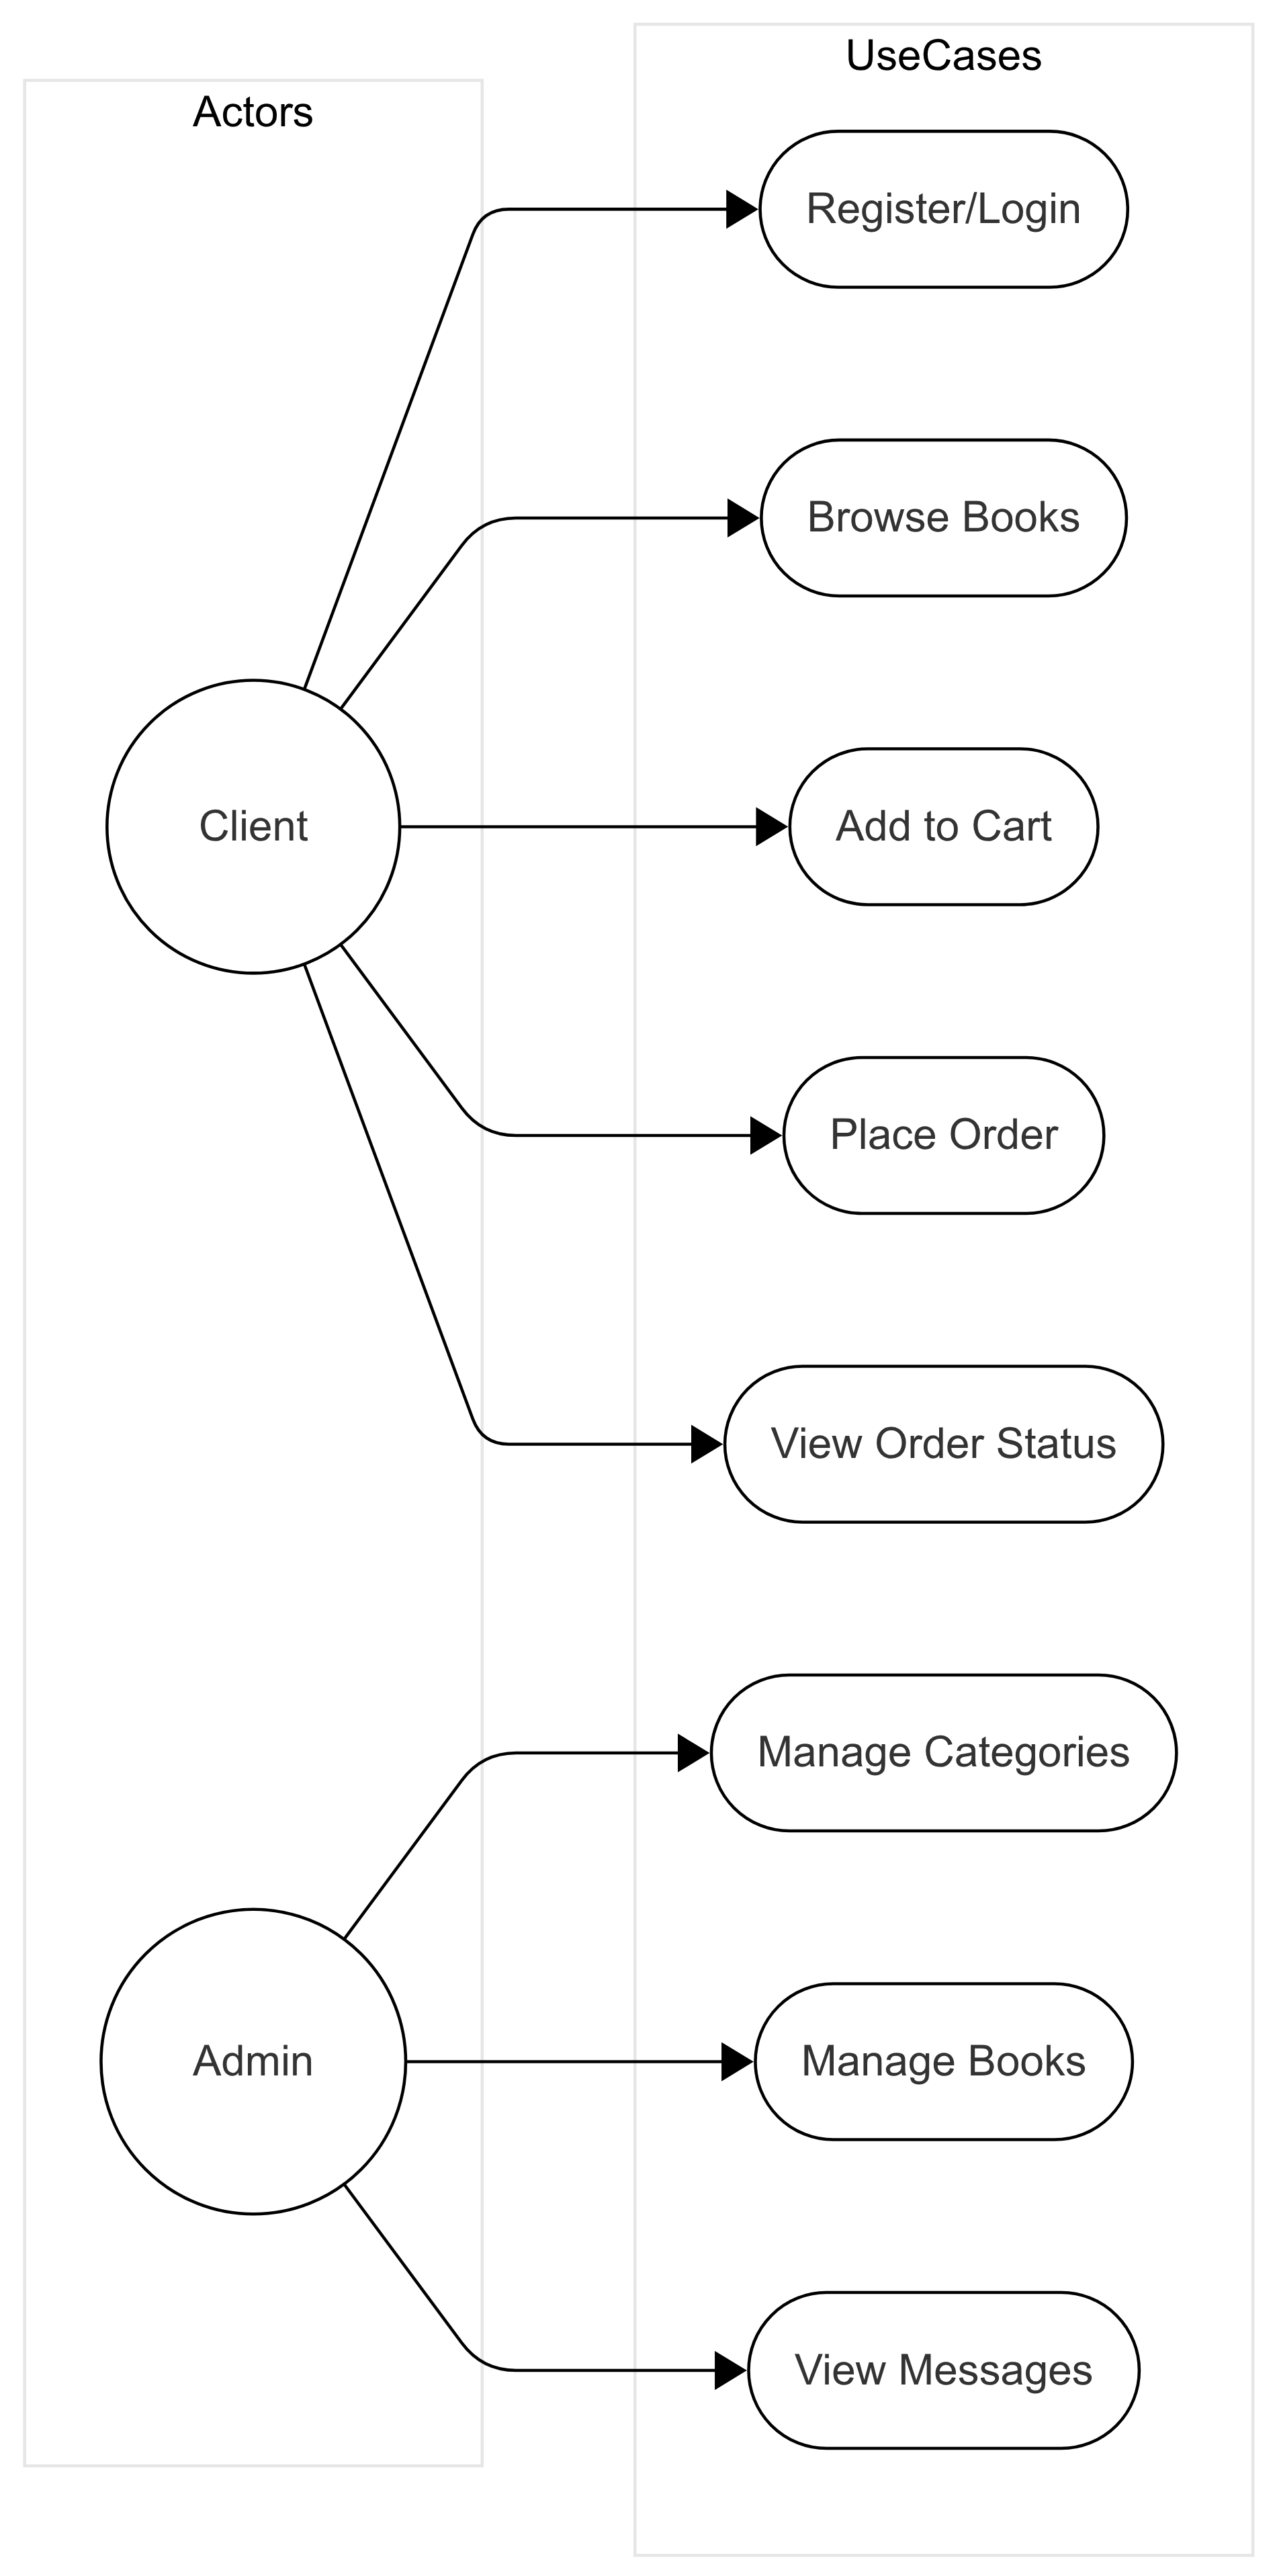 UseCases
Actors
Register/Login
Browse Books
Client
Add to Cart
Place Order
View Order Status
Manage Categories
Admin
Manage Books
View Messages